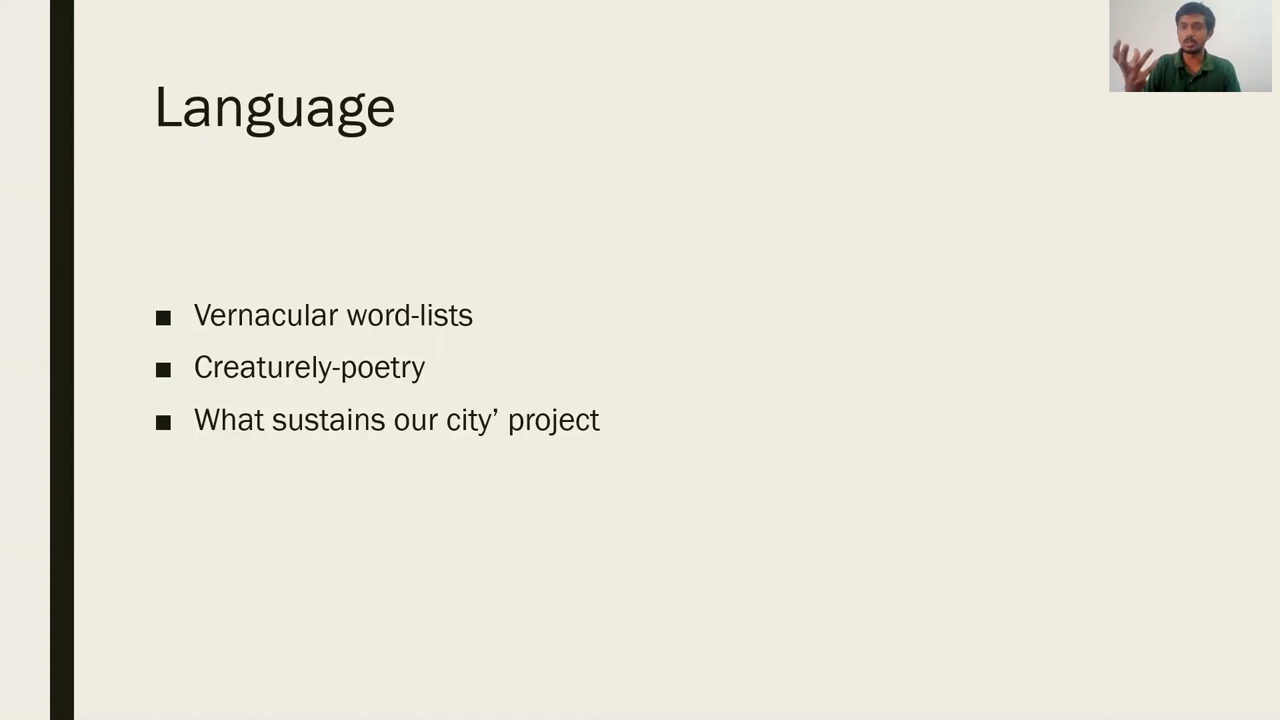 Language
■ Vernacular word-lists
■ Creaturely-poetry
■ What sustains our city’ project